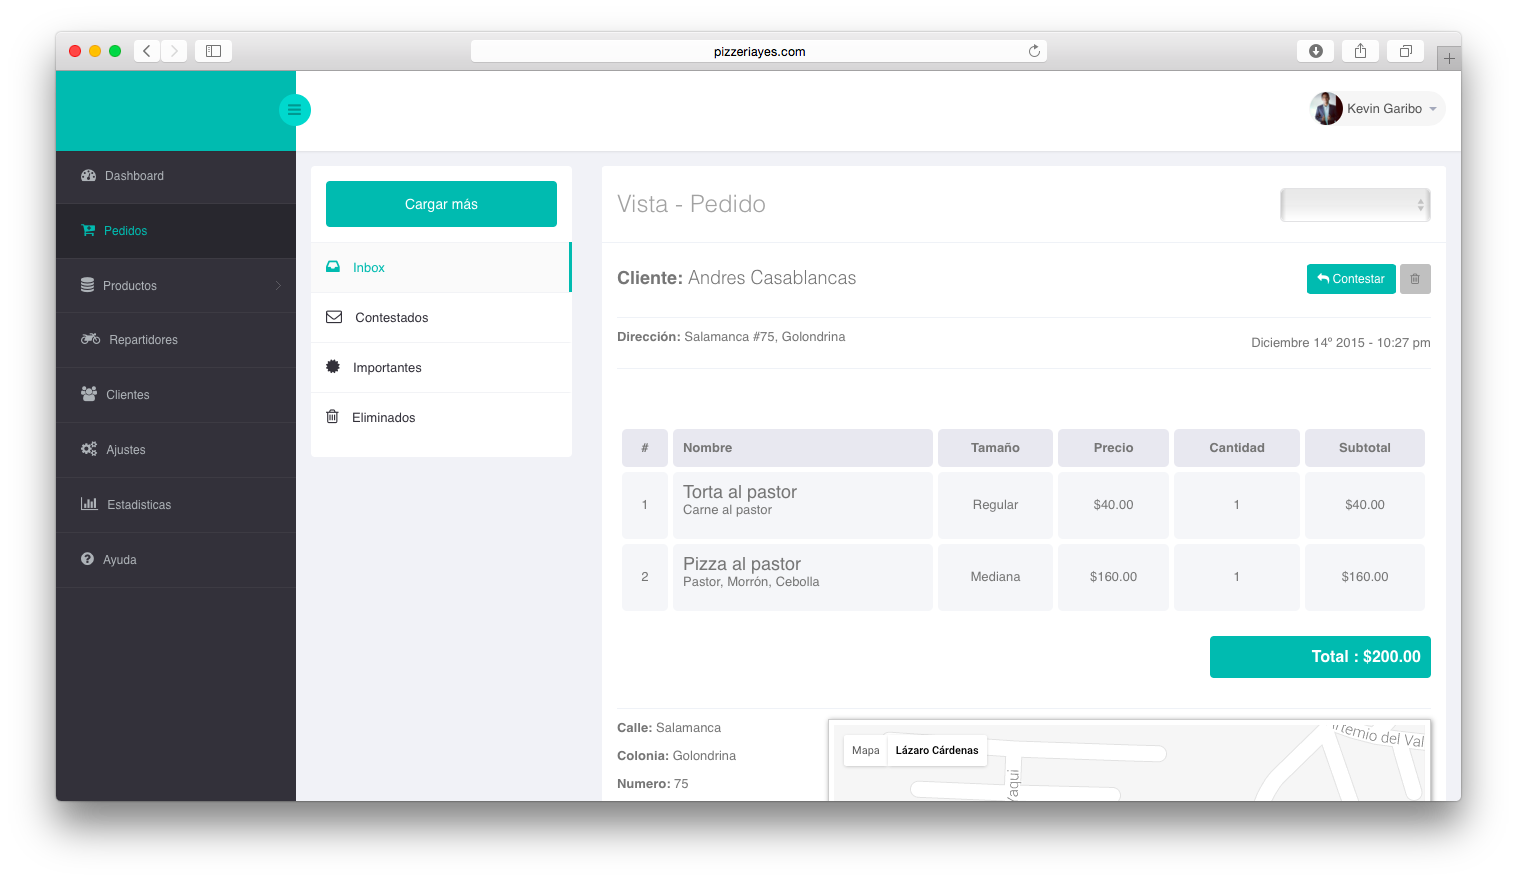 pizzeriayes.com
Kevin Garibo
Dashboard
Pedidos
Productos
Repartidores
Clientes
Ajustes
Estadisticas
Ayuda
Cargar más
Inbox
Contestados
Importantes
Eliminados
Vista - Pedido
Cliente: Andres Casablancas
Contestar
Dirección: Salamanca #75, Golondrina
Diciembre 14º 2015 - 10:27 pm
# Nombre Tamaño Precio Cantidad Subtotal
1 Torta al pastor Regular $40.00 1 $40.00
Carne al pastor
2 Pizza al pastor Mediana $160.00 1 $160.00
Pastor, Morrón, Cebolla
Total : $200.00
Calle: Salamanca
Colonia: Golondrina
Numero: 75
Mapa Lázaro Cárdenas
del Val
Yaqui